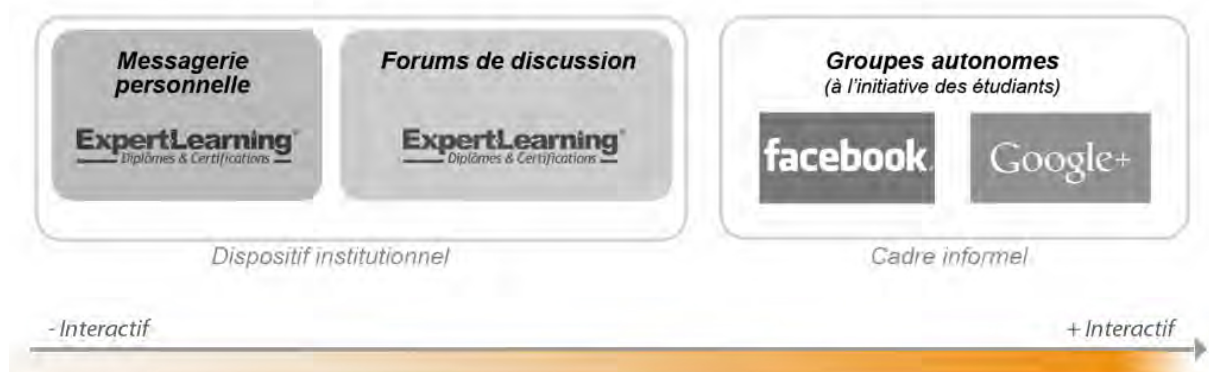 Messagerie
personnelle
ExpertLearning®
Diplômes & Certifications
Forums de discussion
ExpertLearning®
Diplômes & Certifications
Dispositif institutionnel
Groupes autonomes
(à l'initiative des étudiants)
facebook.
Google+
Cadre informel
- Interactif
+ Interactif